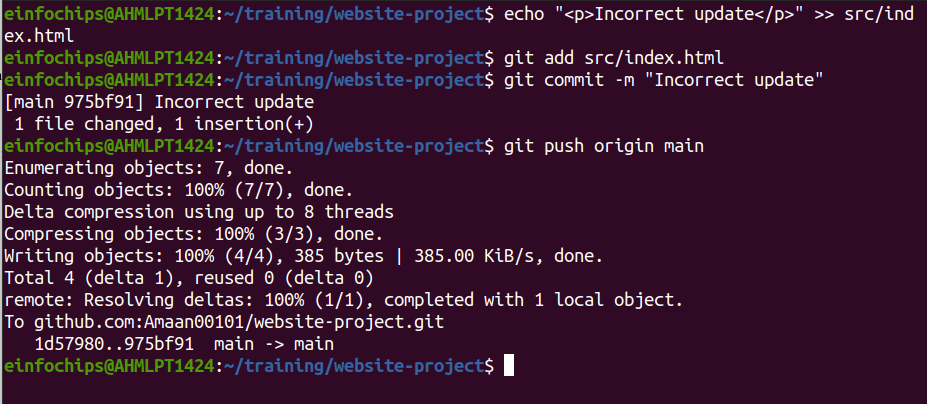 einfochips@AHMLPT1424:~/training/website-project$ echo "<p>Incorrect update</p>" >> src/ind
ex.html
einfochips@AHMLPT1424:~/training/website-project$ git add src/index.html
einfochips@AHMLPT1424:~/training/website-project$ git commit -m "Incorrect update"
[main 975bf91] Incorrect update
 1 file changed, 1 insertion(+)
einfochips@AHMLPT1424:~/training/website-project$ git push origin main
Enumerating objects: 7, done.
Counting objects: 100% (7/7), done.
Delta compression using up to 8 threads
Compressing objects: 100% (3/3), done.
Writing objects: 100% (4/4), 385 bytes | 385.00 KiB/s, done.
Total 4 (delta 1), reused 0 (delta 0)
remote: Resolving deltas: 100% (1/1), completed with 1 local object.
To github.com:Amaan00101/website-project.git
   1d57980..975bf91  main -> main
einfochips@AHMLPT1424:~/training/website-project$